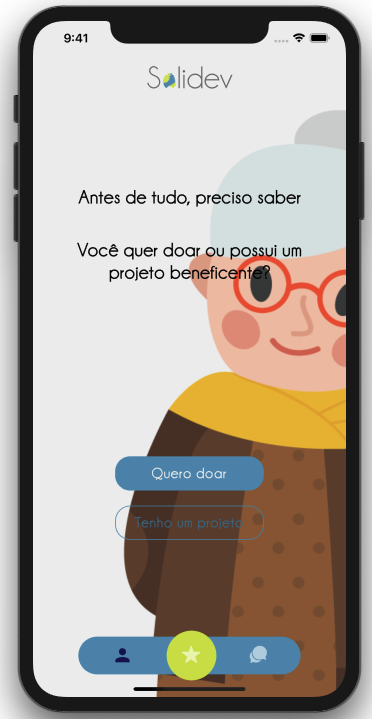 9:41
Solidev
Antes de tudo, preciso saber
Você quer doar ou possui um
projeto beneficente?
Quero doar
Tenho um projeto